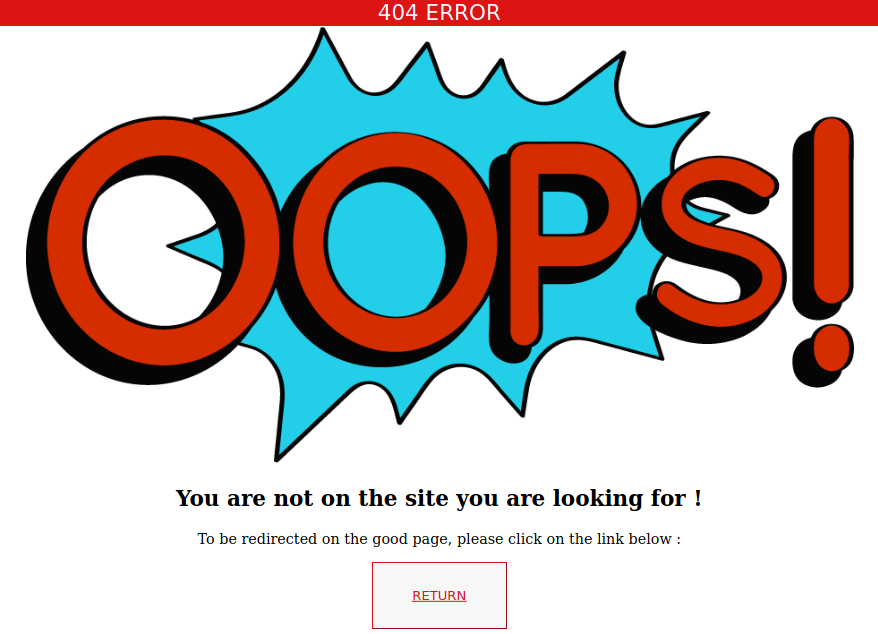 404 ERROR
OOPS!
You are not on the site you are looking for !
To be redirected on the good page, please click on the link below :
RETURN